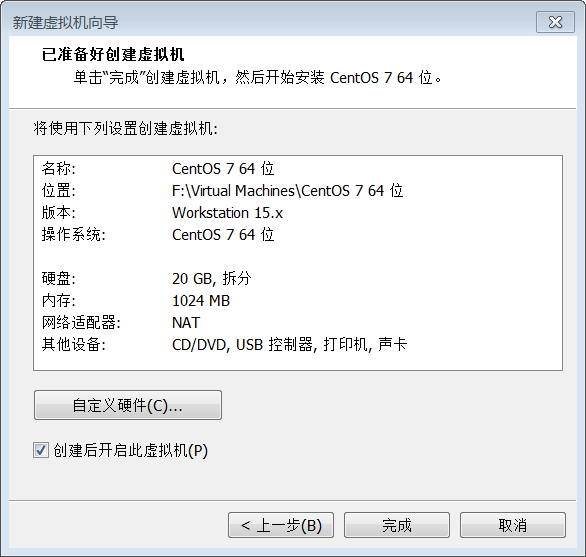 新建虚拟机向导
已准备好创建虚拟机
单击“完成”创建虚拟机，然后开始安装 CentOS 7 64 位。
将使用下列设置创建虚拟机:
名称: CentOS 7 64 位
位置: F:\Virtual Machines\CentOS 7 64 位
版本: Workstation 15.x
操作系统: CentOS 7 64 位
硬盘: 20 GB, 拆分
内存: 1024 MB
网络适配器: NAT
其他设备: CD/DVD, USB 控制器, 打印机, 声卡
自定义硬件(C)...
创建后开启此虚拟机(P)
< 上一步(B) 完成 取消